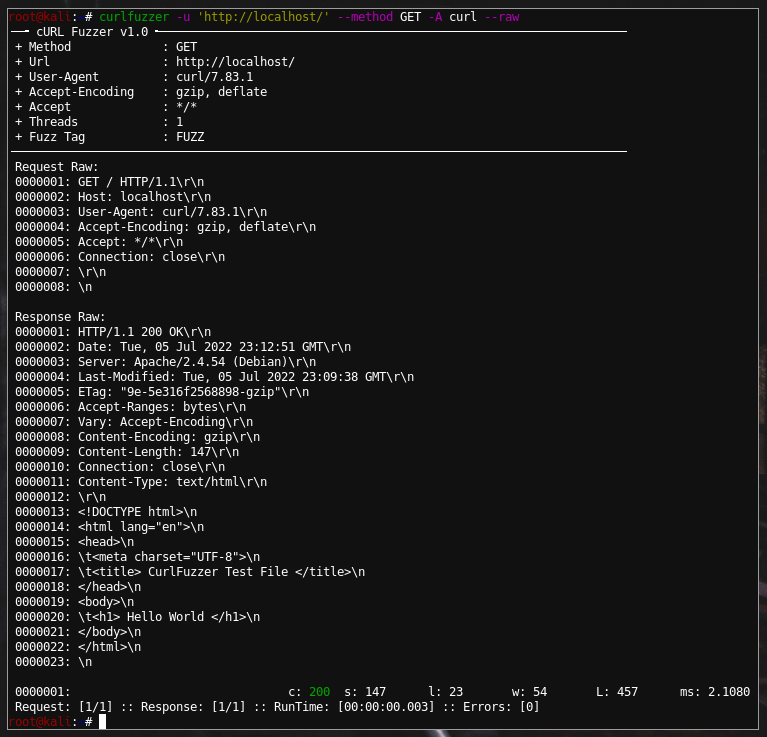 root@kali:~# curlfuzzer -u 'http://localhost/' --method GET -A curl --raw
cURL Fuzzer v1.0
+ Method : GET
+ Url : http://localhost/
+ User-Agent : curl/7.83.1
+ Accept-Encoding : gzip, deflate
+ Accept : */*
+ Threads : 1
+ Fuzz Tag : FUZZ
Request Raw:
0000001: GET / HTTP/1.1\r\n
0000002: Host: localhost\r\n
0000003: User-Agent: curl/7.83.1\r\n
0000004: Accept-Encoding: gzip, deflate\r\n
0000005: Accept: */*\r\n
0000006: Connection: close\r\n
0000007: \r\n
0000008: \n
Response Raw:
0000001: HTTP/1.1 200 OK\r\n
0000002: Date: Tue, 05 Jul 2022 23:12:51 GMT\r\n
0000003: Server: Apache/2.4.54 (Debian)\r\n
0000004: Last-Modified: Tue, 05 Jul 2022 23:09:38 GMT\r\n
0000005: ETag: "9e-5e316f2568898-gzip"\r\n
0000006: Accept-Ranges: bytes\r\n
0000007: Vary: Accept-Encoding\r\n
0000008: Content-Encoding: gzip\r\n
0000009: Content-Length: 147\r\n
0000010: Connection: close\r\n
0000011: Content-Type: text/html\r\n
0000012: \r\n
0000013: <!DOCTYPE html>\n
0000014: <html lang="en">\n
0000015: <head>\n
0000016: \t<meta charset="UTF-8">\n
0000017: \t<title> CurlFuzzer Test File </title>\n
0000018: </head>\n
0000019: <body>\n
0000020: \t<h1> Hello World </h1>\n
0000021: </body>\n
0000022: </html>\n
0000023: \n
0000001: c: 200 s: 147 l: 23 w: 54 L: 457 ms: 2.1080
Request: [1/1] :: Response: [1/1] :: RunTime: [00:00:00.003] :: Errors: [0]
root@kali:~#